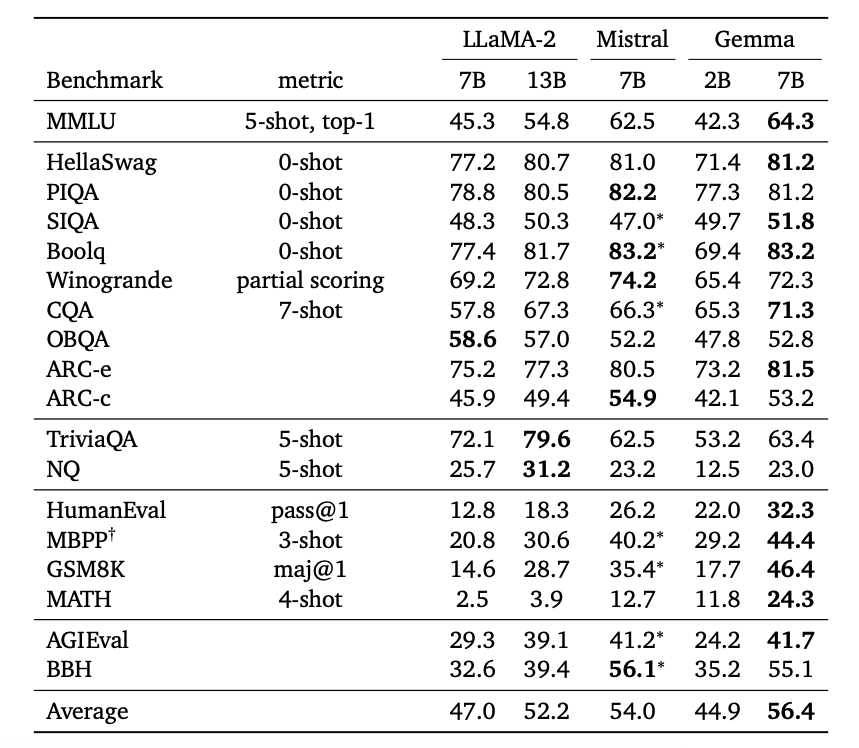 LLaMA-2 Mistral Gemma
Benchmark metric 7B 13B 7B 2B 7B
MMLU 5-shot, top-1 45.3 54.8 62.5 42.3 64.3
HellaSwag 0-shot 77.2 80.7 81.0 71.4 81.2
PIQA 0-shot 78.8 80.5 82.2 77.3 81.2
SIQA 0-shot 48.3 50.3 47.0* 49.7 51.8
Boolq 0-shot 77.4 81.7 83.2* 69.4 83.2
Winogrande partial scoring 69.2 72.8 74.2 65.4 72.3
CQA 7-shot 57.8 67.3 66.3* 65.3 71.3
OBQA 58.6 57.0 52.2 47.8 52.8
ARC-e 75.2 77.3 80.5 73.2 81.5
ARC-c 45.9 49.4 54.9 42.1 53.2
TriviaQA 5-shot 72.1 79.6 62.5 53.2 63.4
NQ 5-shot 25.7 31.2 23.2 12.5 23.0
HumanEval pass@1 12.8 18.3 26.2 22.0 32.3
MBPP† 3-shot 20.8 30.6 40.2* 29.2 44.4
GSM8K maj@1 14.6 28.7 35.4* 17.7 46.4
MATH 4-shot 2.5 3.9 12.7 11.8 24.3
AGIEval 29.3 39.1 41.2* 24.2 41.7
BBH 32.6 39.4 56.1* 35.2 55.1
Average 47.0 52.2 54.0 44.9 56.4